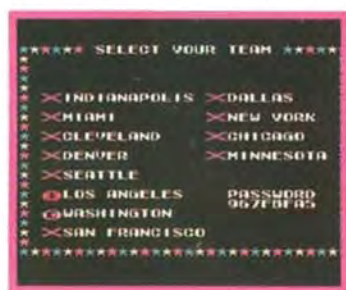 SELECT YOUR TEAM
INDIANAPOLIS DALLAS
MIAMI NEW YORK
CLEVELAND CHICAGO
DENVER MINNESOTA
SEATTLE
LOS ANGELES PASSWORD
WASHINGTON
SAN FRANCISCO